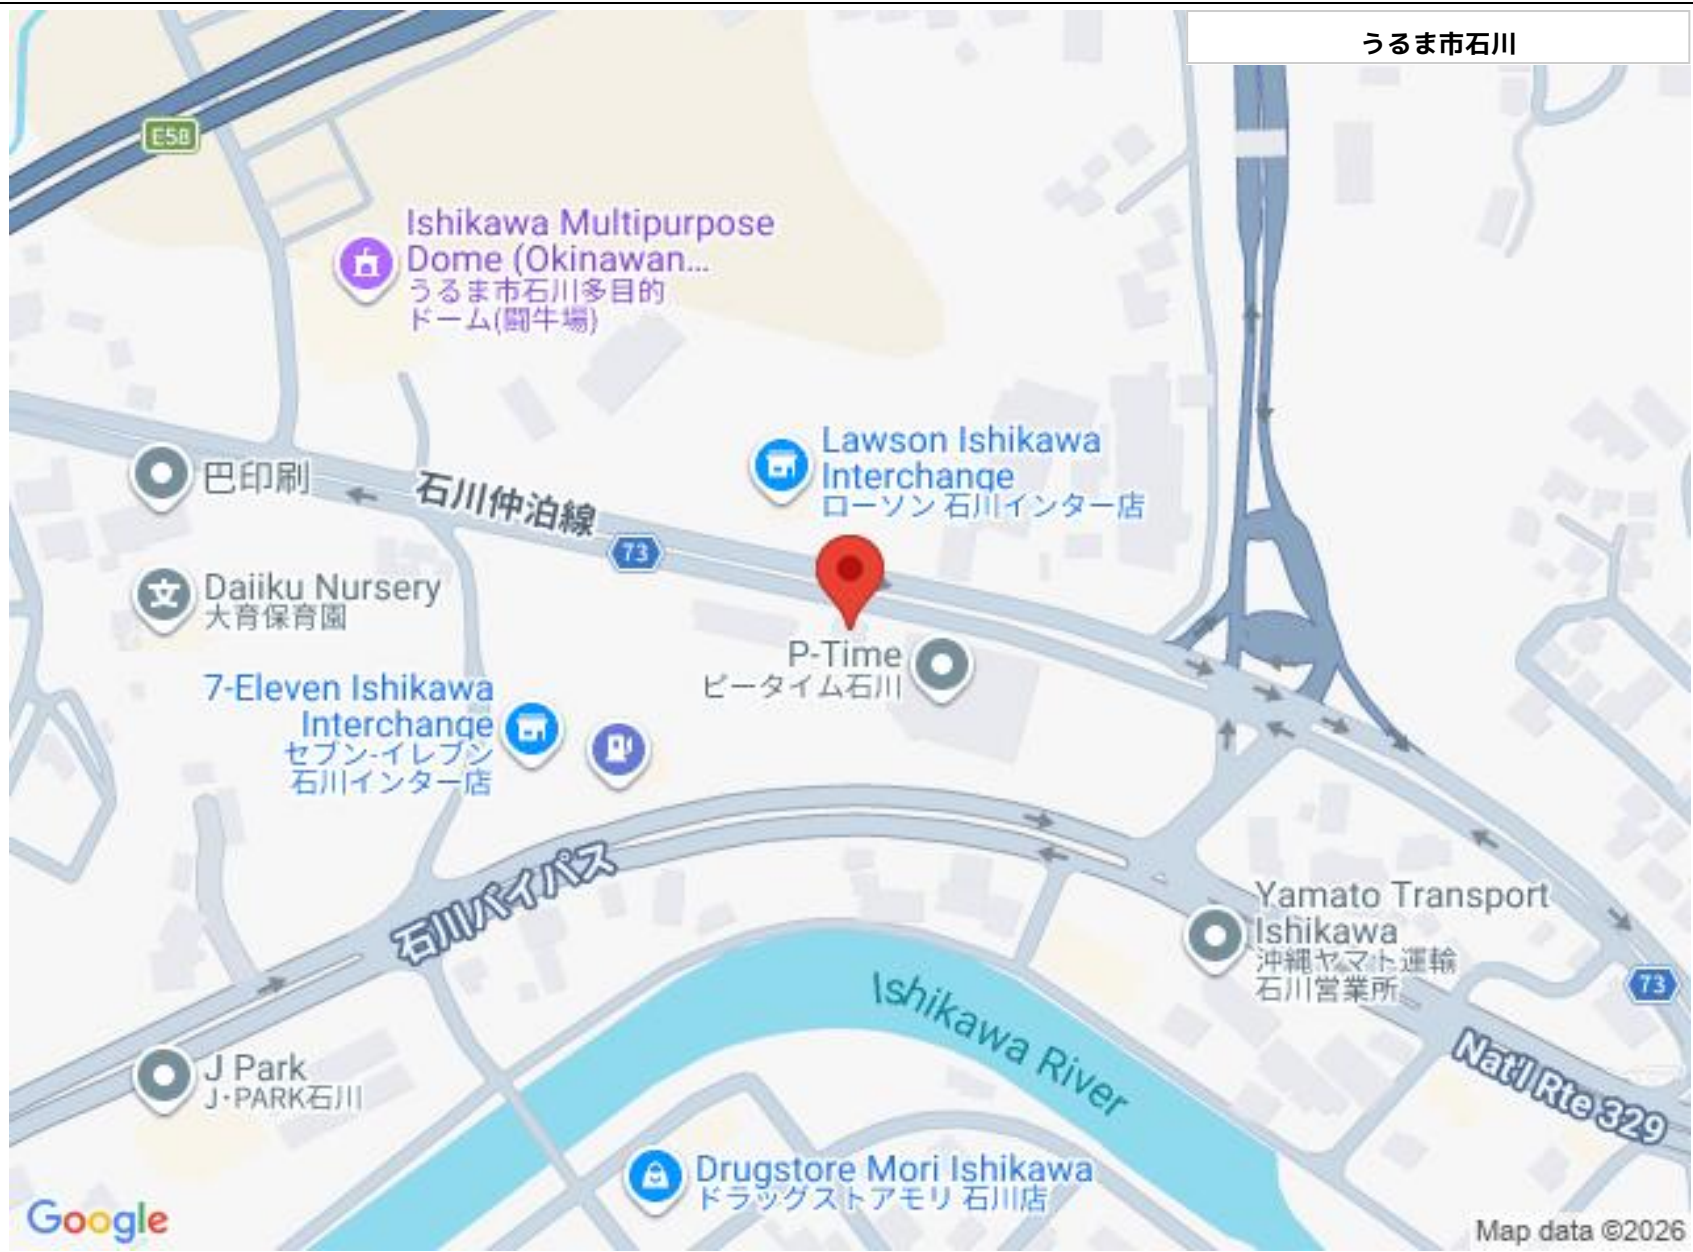 うるま市石川
E58
Ishikawa Multipurpose
Dome (Okinawan...
うるま市石川多目的
ドーム(闘牛場)
Lawson Ishikawa
Interchange
ローソン 石川インター店
巴印刷
石川仲泊線
73
Daiiku Nursery
大育保育園
P-Time
ピータイム石川
7-Eleven Ishikawa
Interchange
セブン-イレブン
石川インター店
石川バイパス
Yamato Transport
Ishikawa
沖縄ヤマト運輸
石川営業所
73
Ishikawa River
Nat'l Rte 329
J Park
J･PARK石川
Drugstore Mori Ishikawa
ドラッグストアモリ 石川店
Google
Map data ©2026